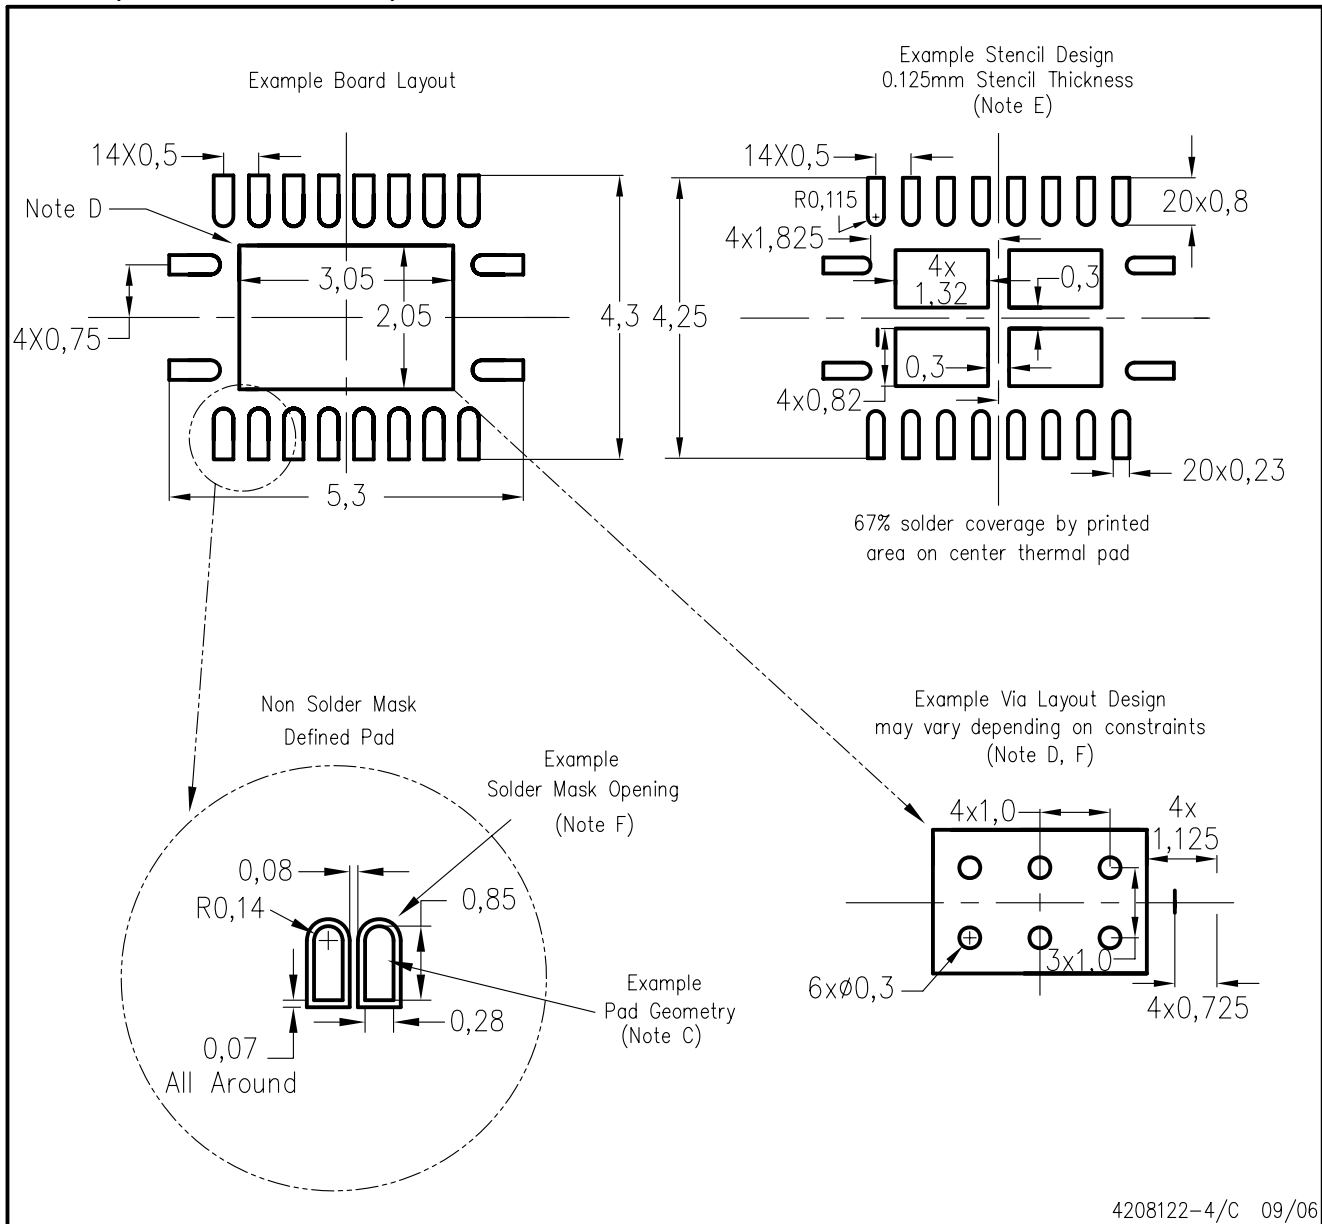 Example Board Layout
14X0,5
Note D
3,05
2,05
4,3
4X0,75
5,3
Example Stencil Design
0.125mm Stencil Thickness
(Note E)
14X0,5
R0,115
20x0,8
4x1,825
4x
1,32
0,3
4,25
0,3
4x0,82
20x0,23
67% solder coverage by printed
area on center thermal pad
Non Solder Mask
Defined Pad
Example
Solder Mask Opening
(Note F)
0,08
R0,14
0,85
Example
Pad Geometry
(Note C)
0,28
0,07
All Around
Example Via Layout Design
may vary depending on constraints
(Note D, F)
4x1,0
4x
1,125
3x1,0
6xø0,3
4x0,725
4208122-4/C 09/06